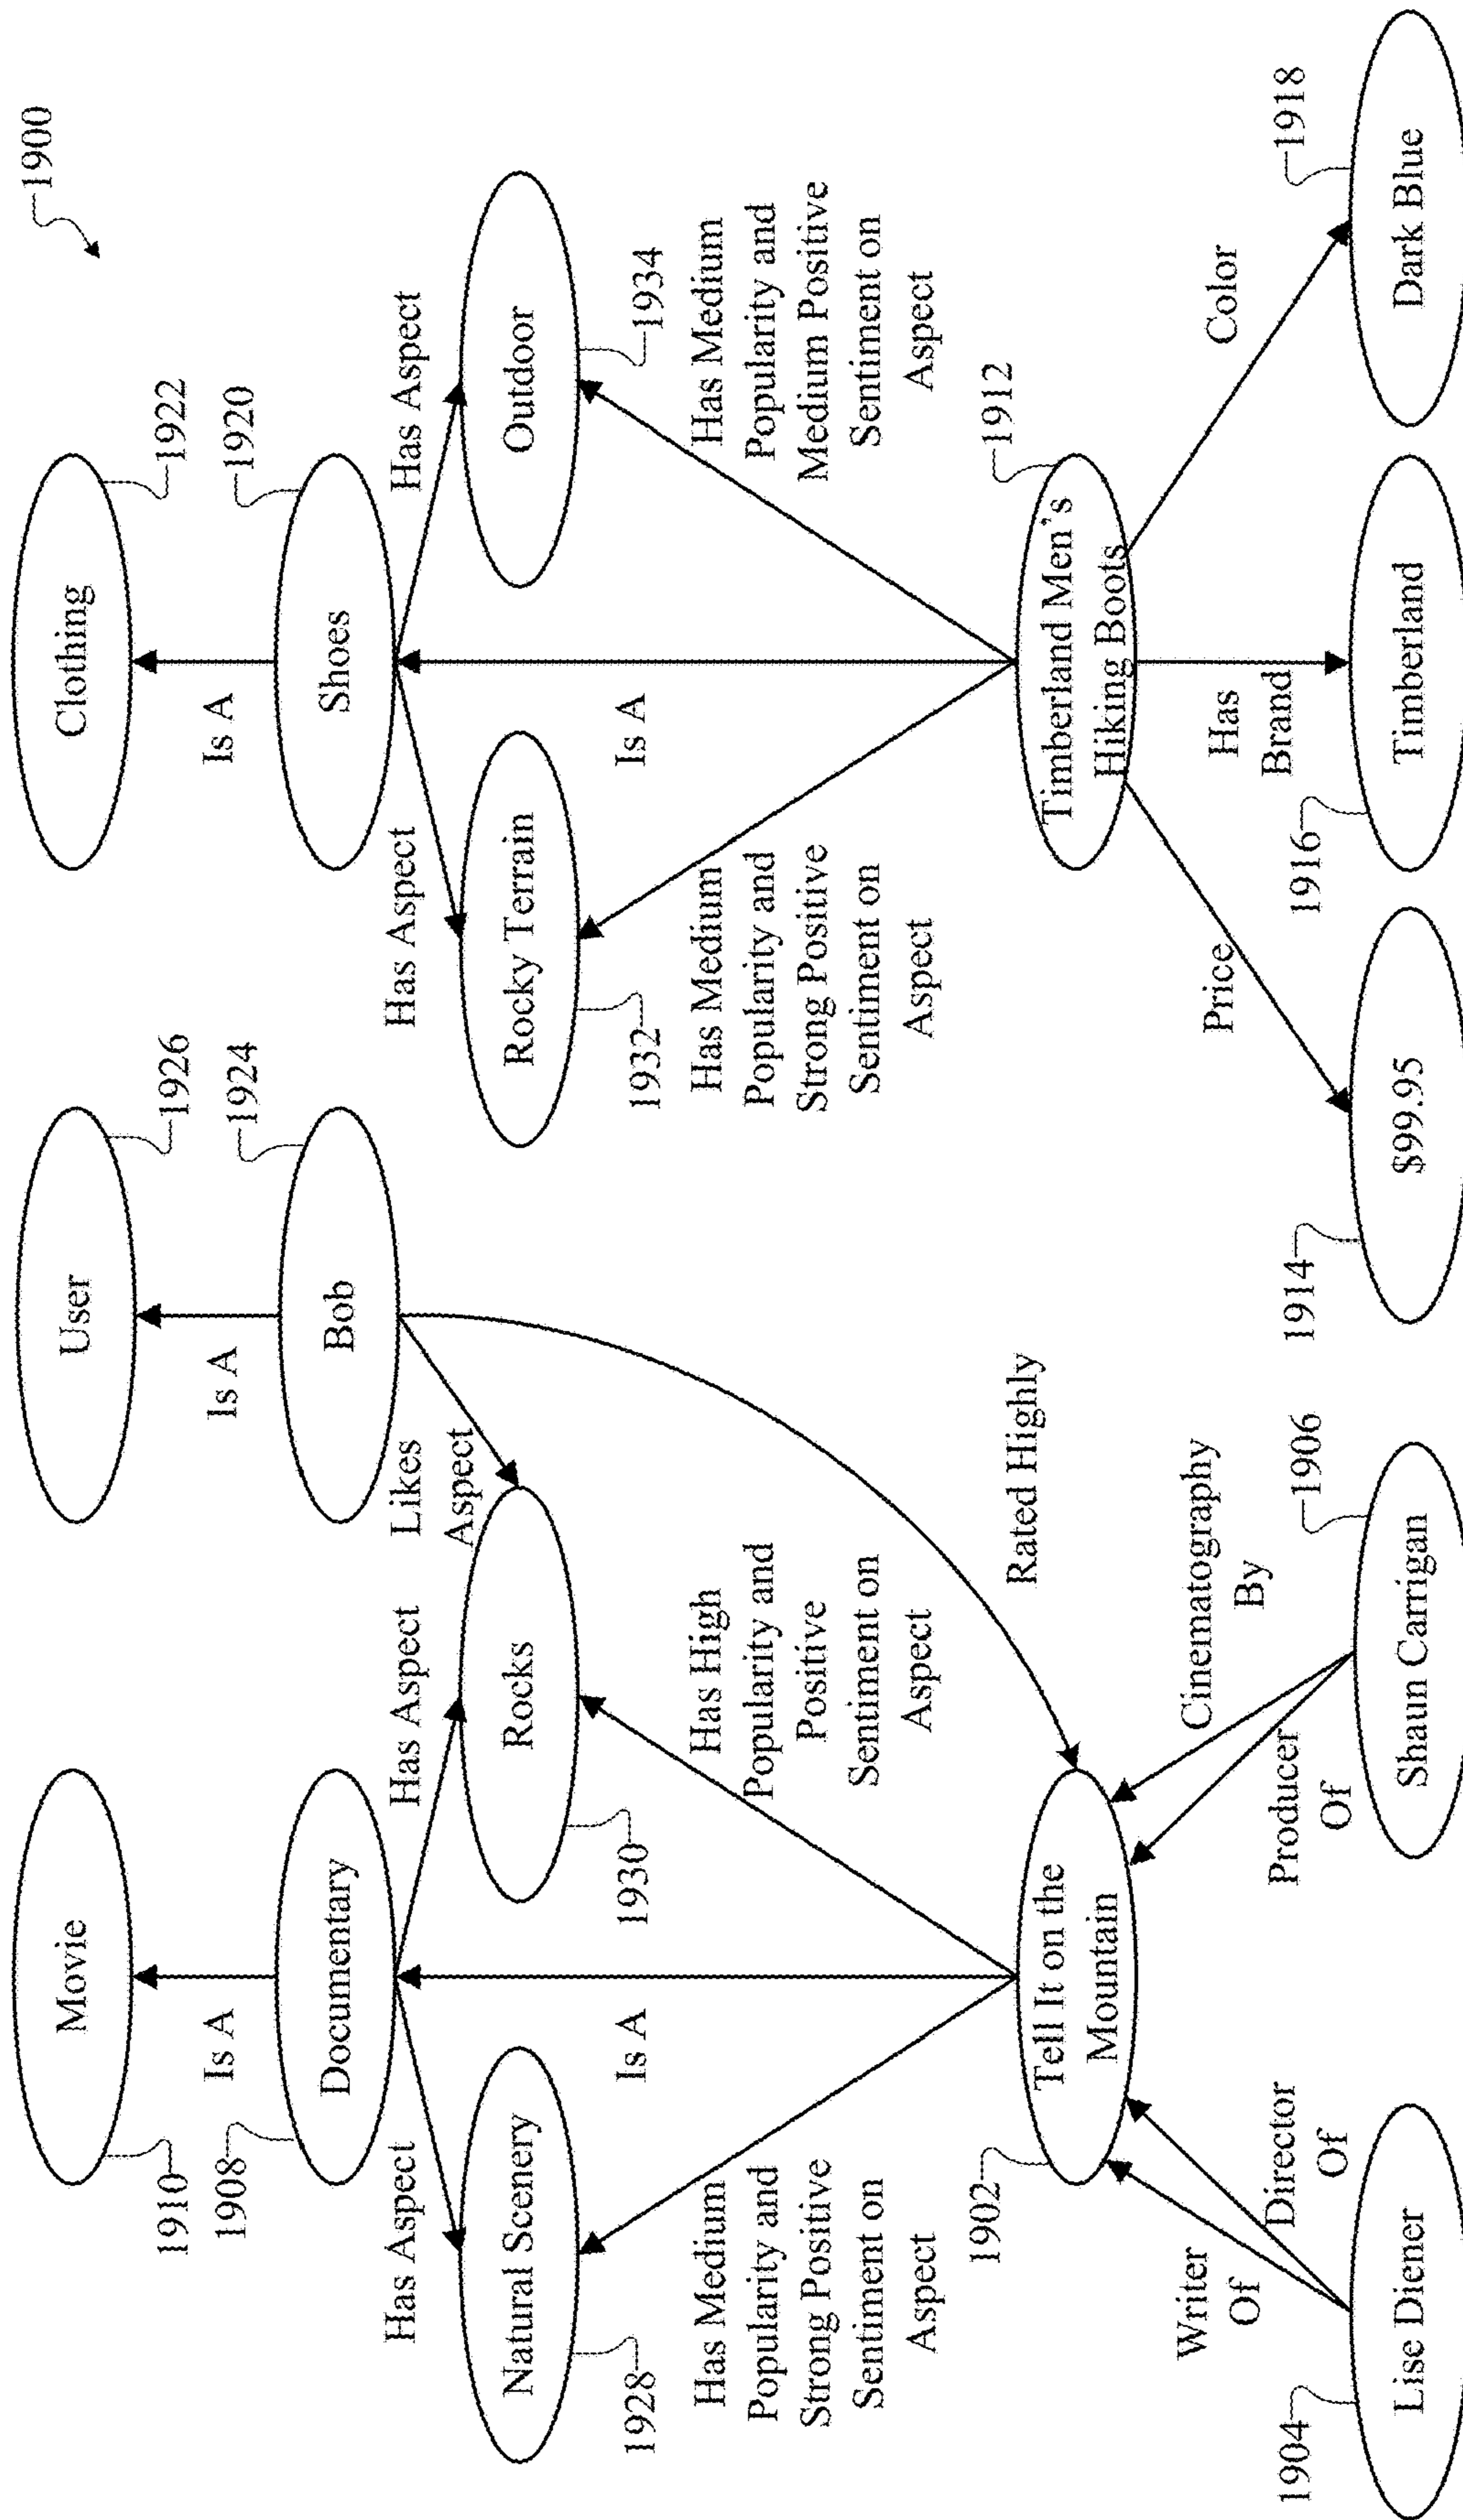 1900
Movie
User
Clothing
1910
1926
1922
Is A
Is A
Is A
1908
1924
1920
Documentary
Bob
Shoes
Has Aspect
Has Aspect
Likes
Aspect
Has Aspect
Has Aspect
Natural Scenery
Rocks
Rocky Terrain
Outdoor
1928
1930
1932
1934
Is A
Is A
Has Medium
Popularity and
Strong Positive
Sentiment on
Aspect
Has High
Popularity and
Positive
Sentiment on
Aspect
Has Medium
Popularity and
Strong Positive
Sentiment on
Aspect
Has Medium
Popularity and
Medium Positive
Sentiment on
Aspect
1902
Rated Highly
1912
Tell It on the
Mountain
Timberland Men's
Hiking Boots
Writer
Of
Director
Of
Producer
Of
Cinematography
By
Price
Has
Brand
Color
1904
1906
1914
1916
1918
Lise Diener
Shaun Carrigan
$99.95
Timberland
Dark Blue